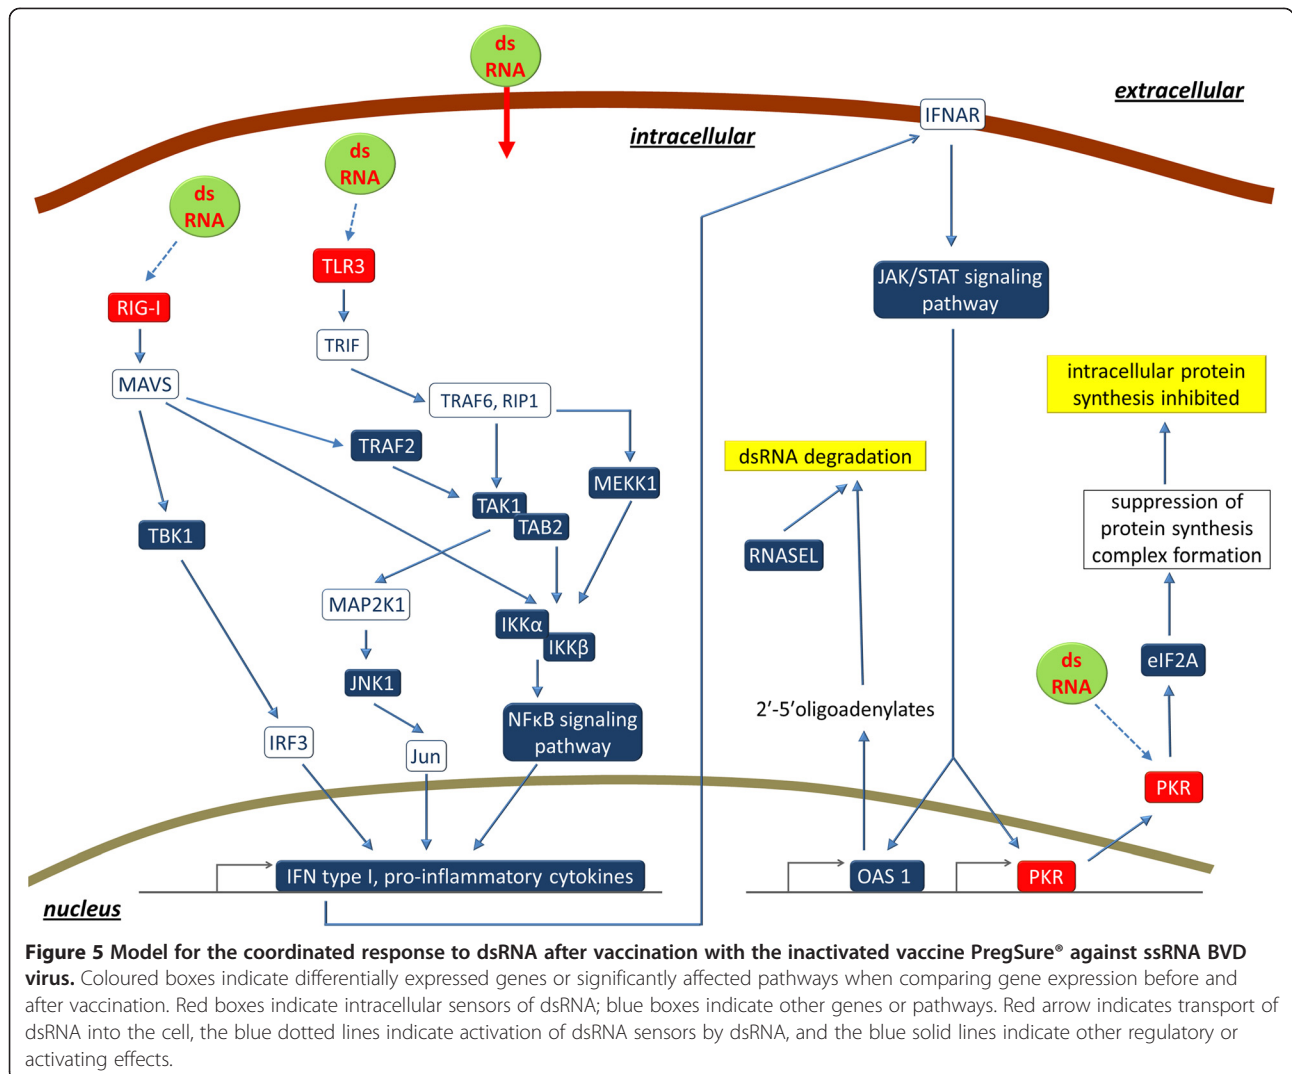 ds
RNA
extracellular
IFNAR
intracellular
ds
RNA
ds
RNA
TLR3
RIG-I
JAK/STAT signaling
pathway
TRIF
MAVS
TRAF6, RIP1
intracellular protein
synthesis inhibited
TRAF2
dsRNA degradation
MEKK1
TAK1
TAB2
suppression of
protein synthesis
complex formation
TBK1
RNASEL
MAP2K1
IKKα
IKKβ
JNK1
eIF2A
ds
RNA
2’-5’oligoadenylates
NFκB signaling
pathway
IRF3
Jun
PKR
IFN type I, pro-inflammatory cytokines
OAS 1
PKR
nucleus
Figure 5 Model for the coordinated response to dsRNA after vaccination with the inactivated vaccine PregSure® against ssRNA BVD
virus. Coloured boxes indicate differentially expressed genes or significantly affected pathways when comparing gene expression before and
after vaccination. Red boxes indicate intracellular sensors of dsRNA; blue boxes indicate other genes or pathways. Red arrow indicates transport of
dsRNA into the cell, the blue dotted lines indicate activation of dsRNA sensors by dsRNA, and the blue solid lines indicate other regulatory or
activating effects.